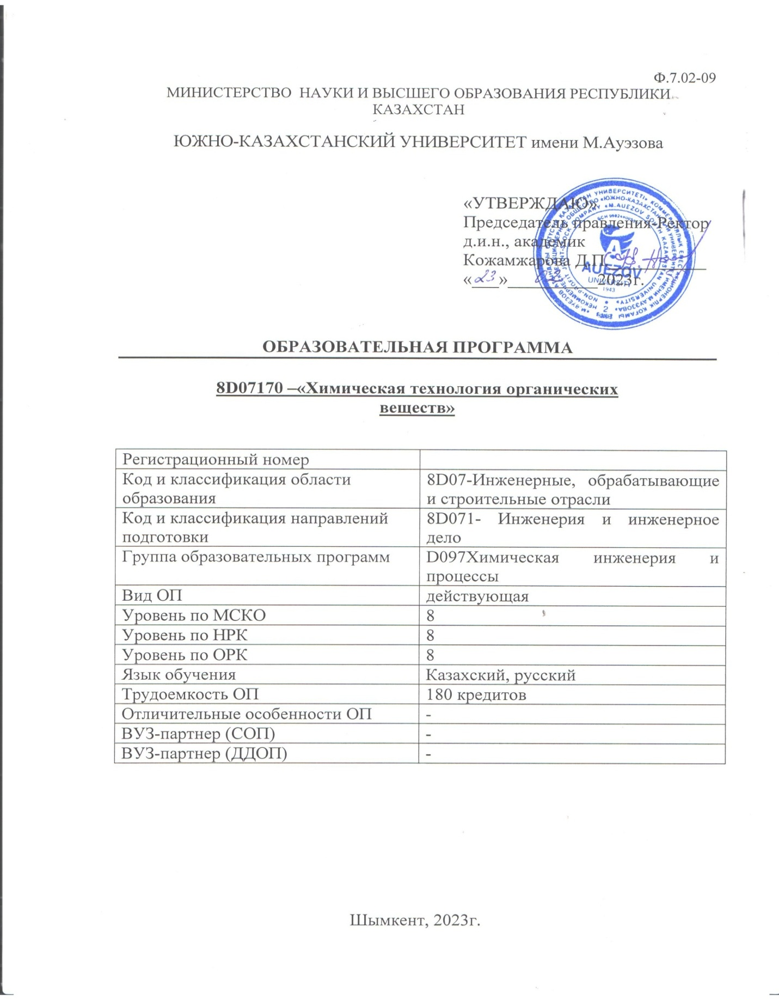 Ф.7.02-09
МИНИСТЕРСТВО НАУКИ И ВЫСШЕГО ОБРАЗОВАНИЯ РЕСПУБЛИКИ
КАЗАХСТАН
ЮЖНО-КАЗАХСТАНСКИЙ УНИВЕРСИТЕТ имени М.Ауэзова
«УТВЕРЖДАЮ»
Председатель правления-Ректор
д.и.н., академик
Кожамжарова Д.П.
«23» 02 2023г.
AUEZOV
UNIVERSITY
1943
ОБРАЗОВАТЕЛЬНАЯ ПРОГРАММА
8D07170 –«Химическая технология органических
веществ»
Регистрационный номер
Код и классификация области
образования
8D07-Инженерные, обрабатывающие
и строительные отрасли
Код и классификация направлений
подготовки
8D071- Инженерия и инженерное
дело
Группа образовательных программ
D097Химическая инженерия и
процессы
Вид ОП
действующая
Уровень по МСКО
8
Уровень по НРК
8
Уровень по ОРК
8
Язык обучения
Казахский, русский
Трудоемкость ОП
180 кредитов
Отличительные особенности ОП
-
ВУЗ-партнер (СОП)
-
ВУЗ-партнер (ДДОП)
-
Шымкент, 2023г.